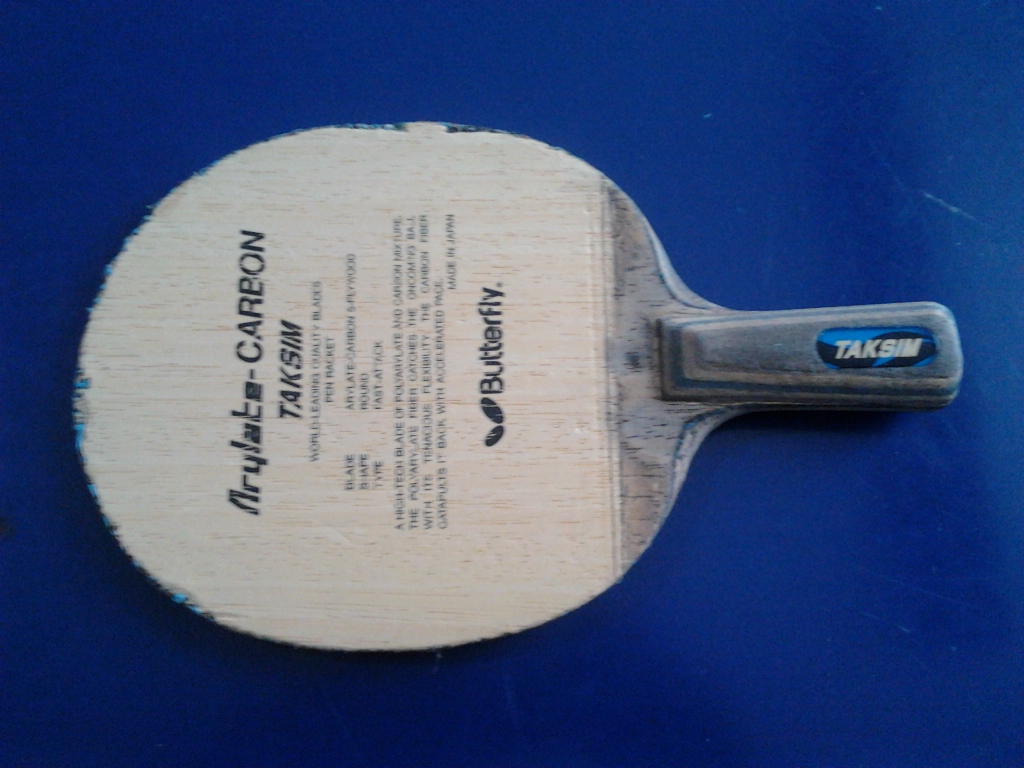 Arylate-CARBON
TAKSIM
WORLD-LEADING QUALITY BLADES
PEN RACKET
BLADE ARYLATE-CARBON 5-PLYWOOD
SHAPE ROUND
TYPE FAST-ATTACK
A HIGH-TECH BLADE OF POLYARYLATE AND CARBON MIXTURE.
THE POLYARYLATE FIBER CATCHES THE ONCOMING BALL
WITH ITS TENACIOUS FLEXIBILITY. THE CARBON FIBER
CATAPULTS IT BACK WITH ACCELERATED PACE.
MADE IN JAPAN
Butterfly®
TAKSIM